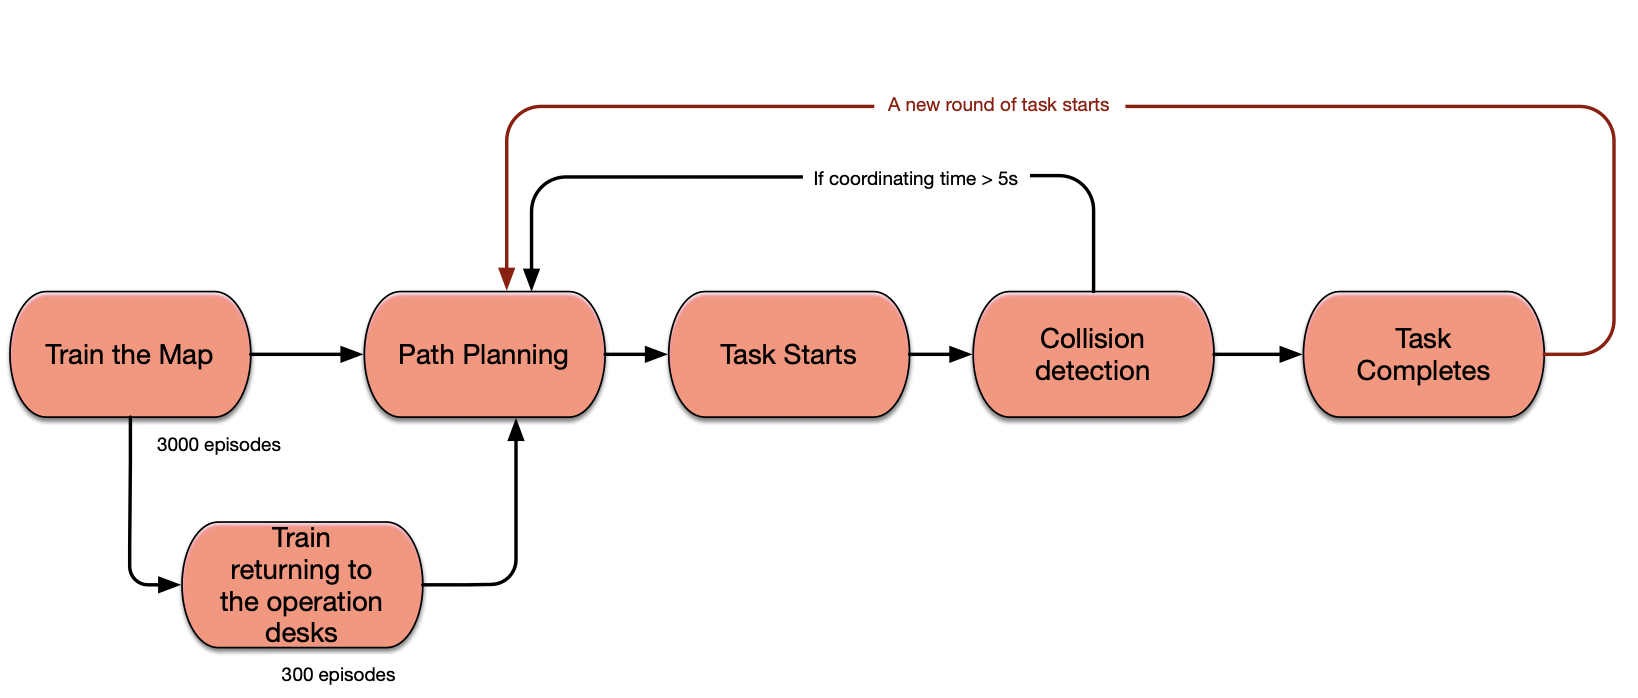 A new round of task starts
If coordinating time > 5s
Train the Map
Path Planning
Task Starts
Collision
detection
Task
Completes
3000 episodes
Train
returning to
the operation
desks
300 episodes